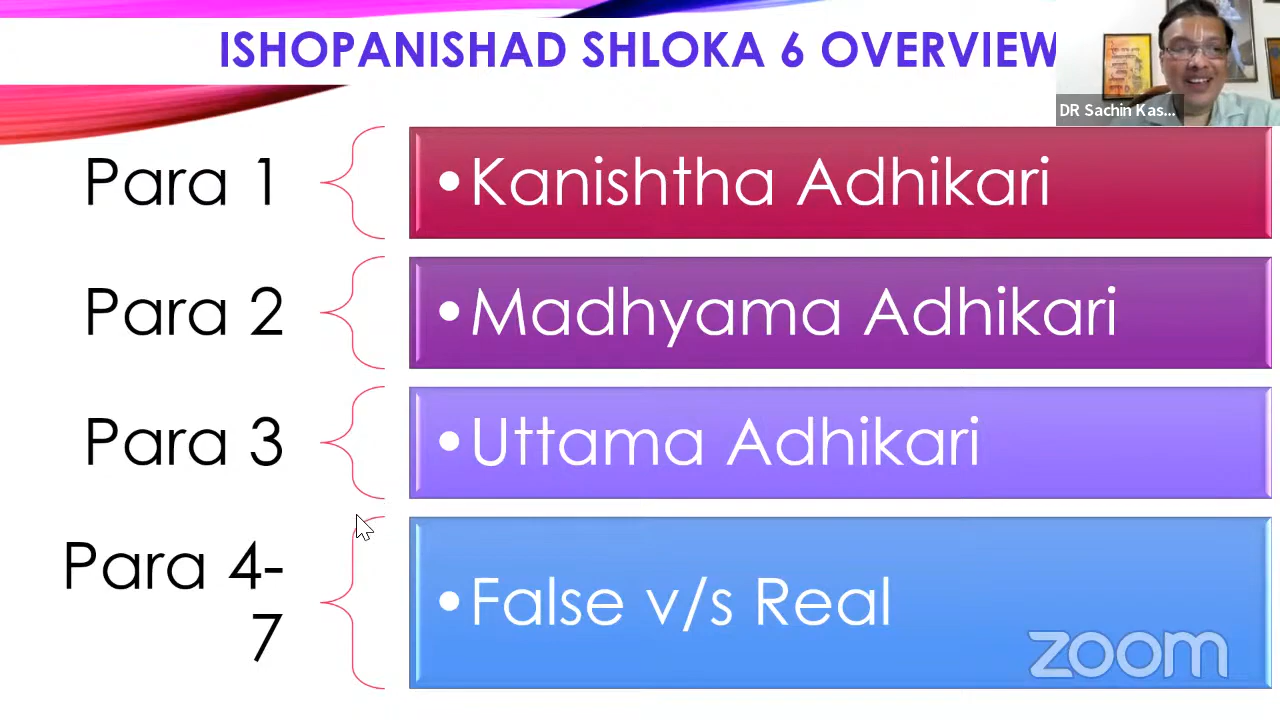 ISHOPANISHAD SHLOKA 6 OVERVIEW
DR Sachin Kas...
Para 1
•Kanishtha Adhikari
Para 2
•Madhyama Adhikari
Para 3
•Uttama Adhikari
Para 4-
7
•False v/s Real
zoom